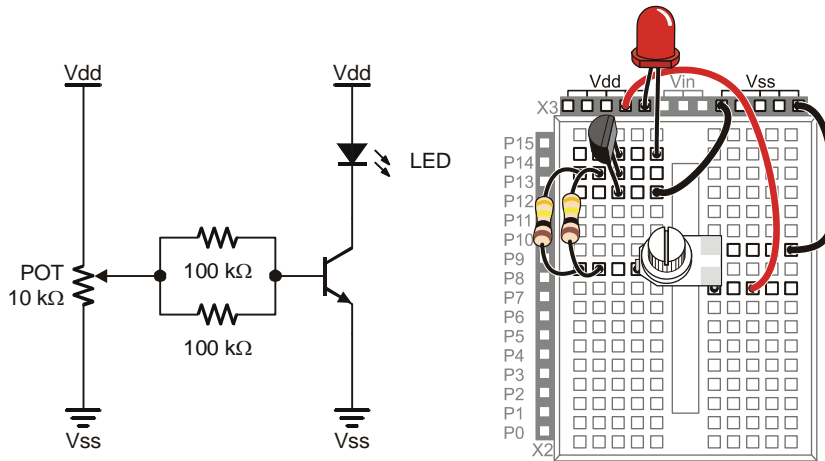 Vdd
Vdd
LED
POT
10 kΩ
100 kΩ
100 kΩ
Vss
Vss
Vdd
Vin
Vss
X3
P15
P14
P13
P12
P11
P10
P9
P8
P7
P6
P5
P4
P3
P2
P1
P0
X2